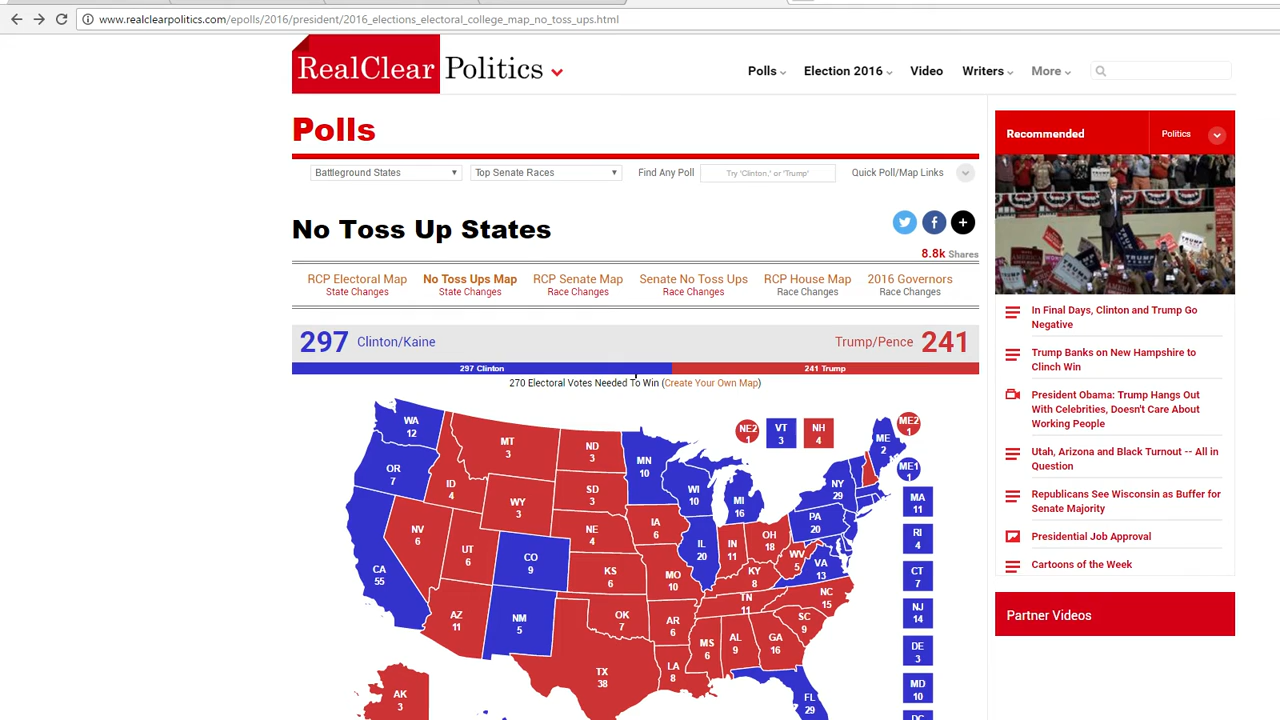 www.realclearpolitics.com/epolls/2016/president/2016_elections_electoral_college_map_no_toss_ups.html
RealClear Politics
Polls Election 2016 Video Writers More
Polls
Battleground States Top Senate Races Find Any Poll Try 'Clinton,' or 'Trump' Quick Poll/Map Links
No Toss Up States
8.8k Shares
RCP Electoral Map No Toss Ups Map RCP Senate Map Senate No Toss Ups RCP House Map 2016 Governors
State Changes State Changes Race Changes Race Changes Race Changes Race Changes
297 Clinton/Kaine Trump/Pence 241
297 Clinton 241 Trump
270 Electoral Votes Needed To Win (Create Your Own Map)
WA
12
OR
7
CA
55
NV
6
ID
4
MT
3
WY
3
UT
6
AZ
11
CO
9
NM
5
ND
3
SD
3
NE
4
KS
6
OK
7
TX
38
MN
10
IA
6
MO
10
AR
6
LA
8
WI
10
IL
20
MI
16
IN
11
OH
18
KY
8
TN
11
MS
6
AL
9
GA
16
FL
29
SC
9
NC
15
VA
13
WV
5
PA
20
NY
29
ME
2
NE2
1
VT
3
NH
4
ME2
1
ME1
1
MA
11
RI
4
CT
7
NJ
14
DE
3
MD
10
DC
AK
3
Recommended Politics
TRUMP
In Final Days, Clinton and Trump Go
Negative
Trump Banks on New Hampshire to
Clinch Win
President Obama: Trump Hangs Out
With Celebrities, Doesn't Care About
Working People
Utah, Arizona and Black Turnout -- All in
Question
Republicans See Wisconsin as Buffer for
Senate Majority
Presidential Job Approval
Cartoons of the Week
Partner Videos